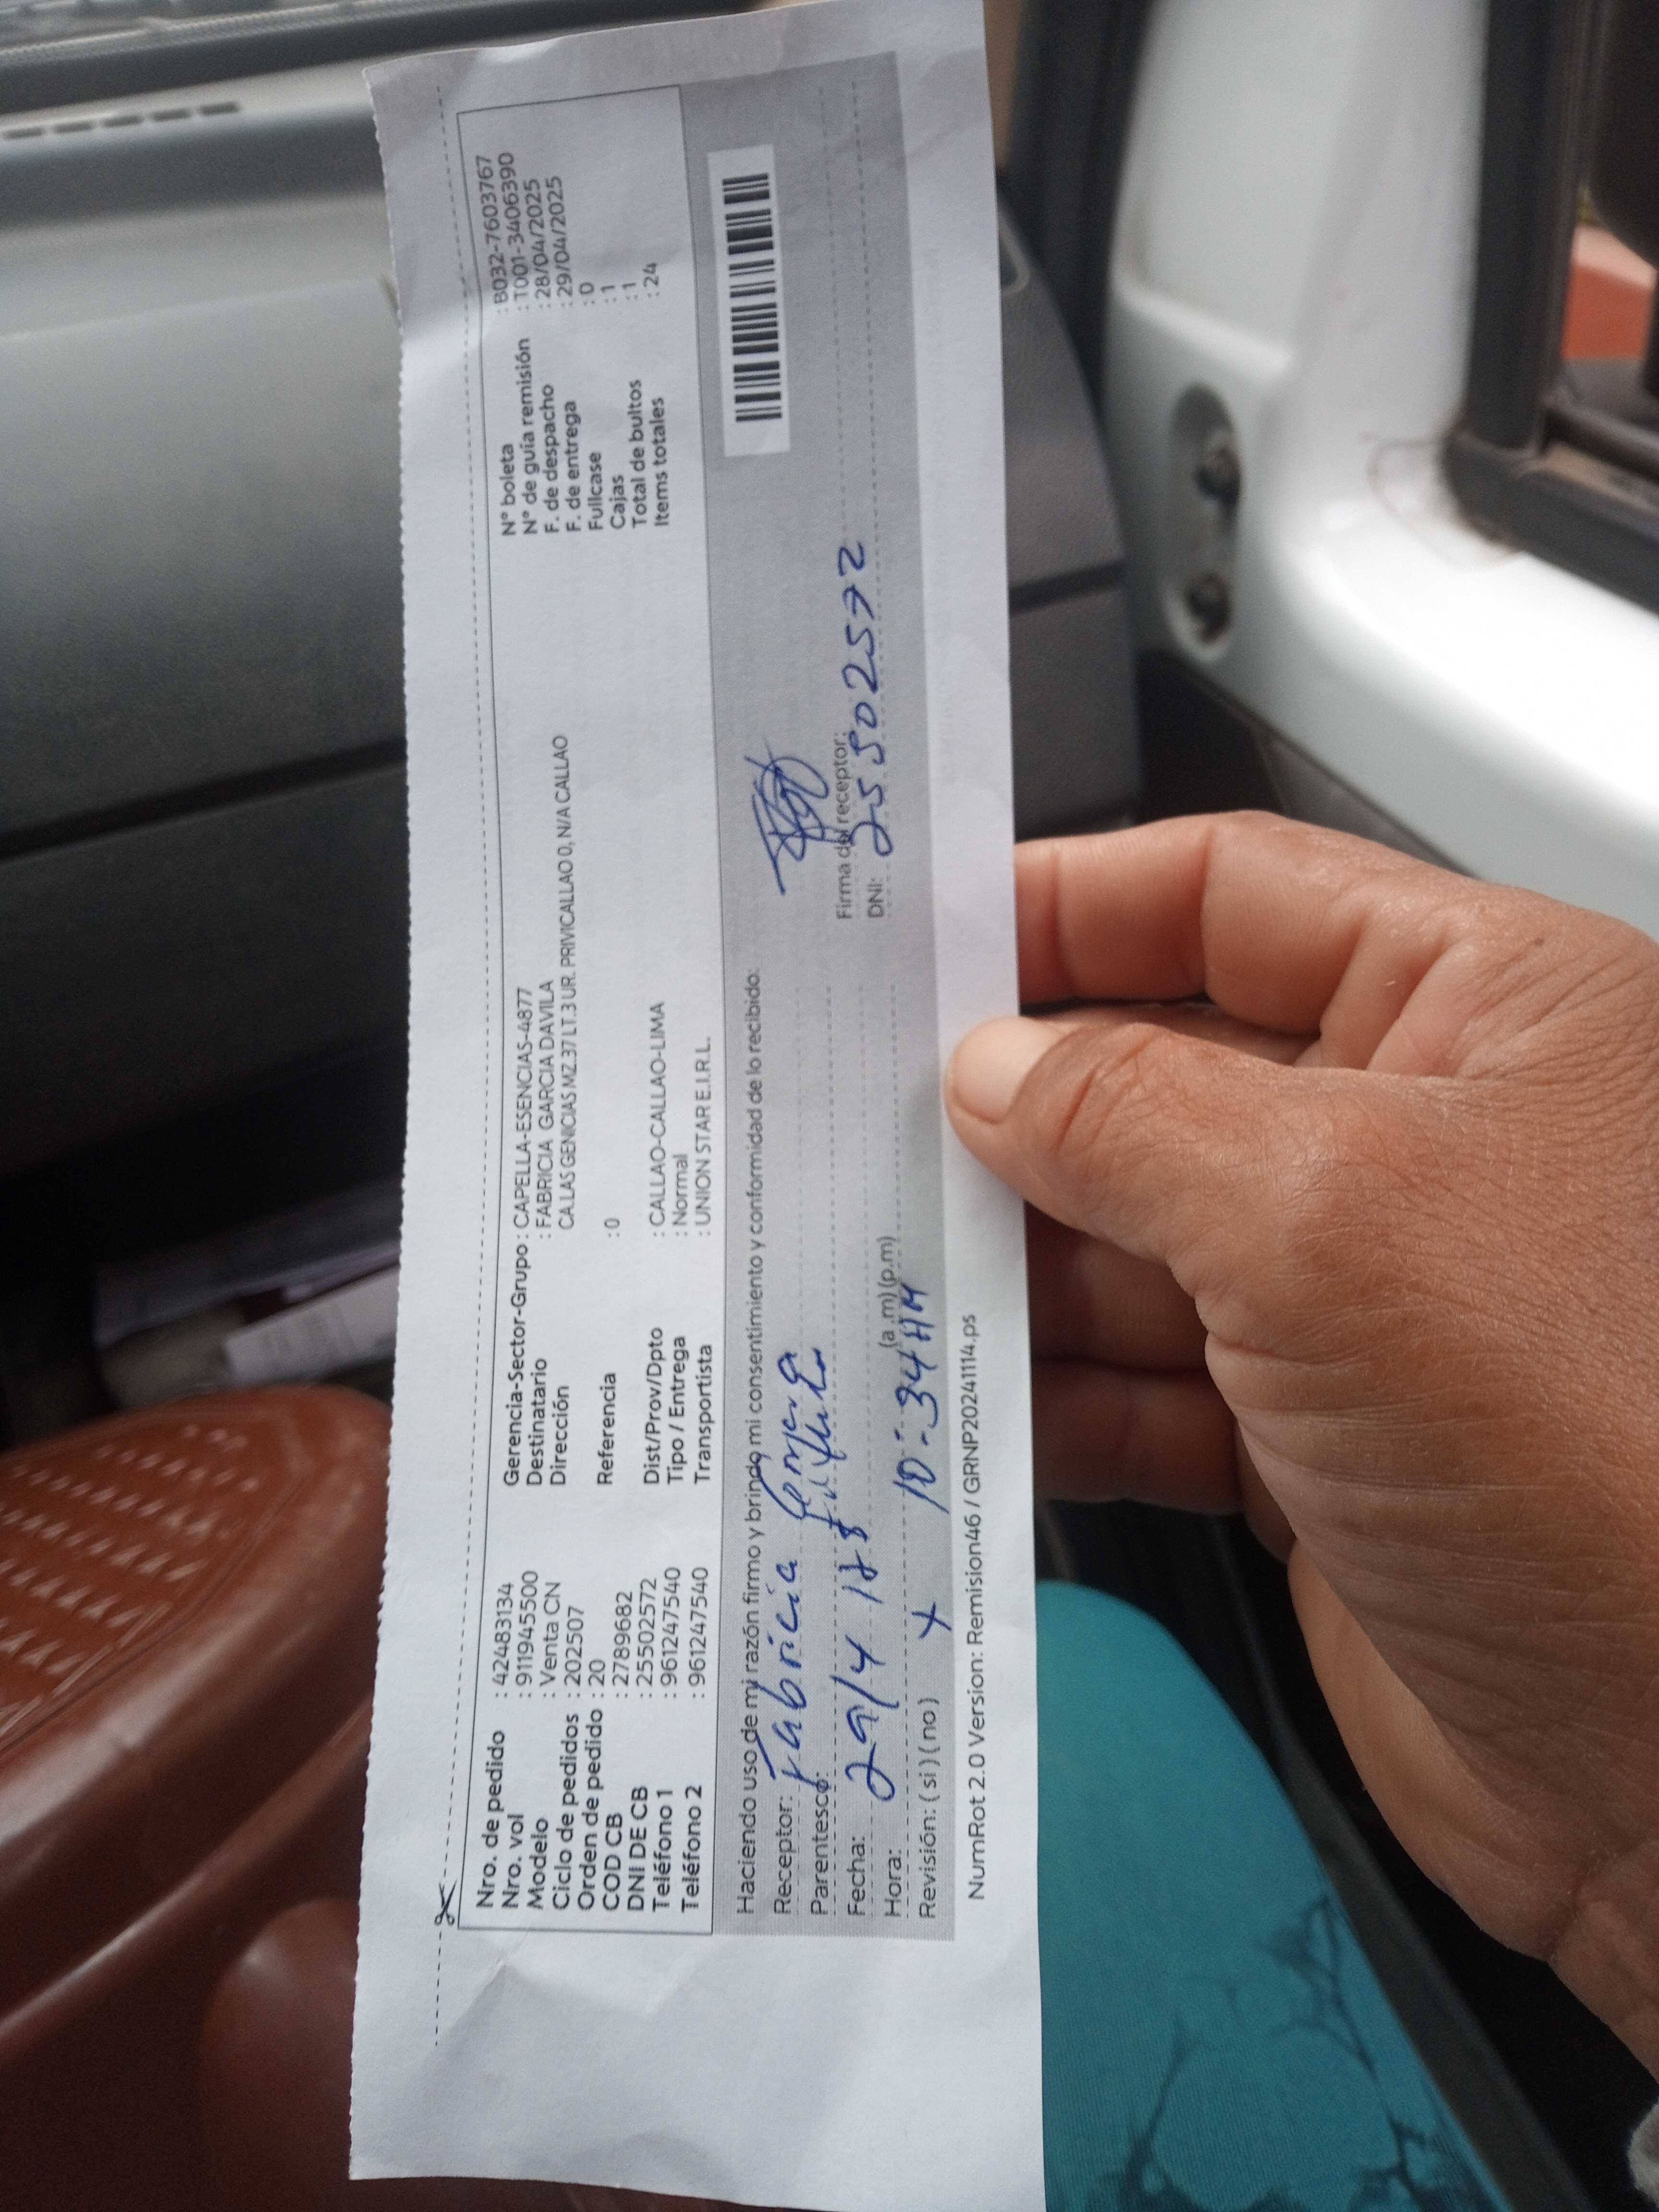 Nro. de pedido : 42483134
Nro. vol : 911945500
Modelo : Venta CN
Ciclo de pedidos : 202507
Orden de pedido : 20
COD CB : 2789682
DNI DE CB : 25502572
Teléfono 1 : 961247540
Teléfono 2 : 961247540
Gerencia-Sector-Grupo : CAPELLA-ESENCIAS-4877
Destinatario : FABRICIA GARCIA DAVILA
Dirección CA.LAS GENICIAS MZ.37 LT.3 UR. PRIVICALLAO 0, N/A CALLAO
Referencia : 0
Dist/Prov/Dpto : CALLAO-CALLAO-LIMA
Tipo / Entrega : Normal
Transportista : UNION STAR E.I.R.L.
N° boleta : B032-7603767
N° de guía remisión : T001-3406390
F. de despacho : 28/04/2025
F. de entrega : 29/04/2025
Fullcase : 0
Cajas : 1
Total de bultos : 1
Items totales : 24
Haciendo uso de mi razón firmo y brindo mi consentimiento y conformidad de lo recibido:
Receptor: Fabricia
Parentesco:
Fecha: 29/4
Hora: 10:34 AM (a.m) (p.m)
Revisión: ( si ) ( no )
Firma del receptor:
DNI: 25502572
NumRot 2.0 Version: Remision46 / GRNP20241114.ps